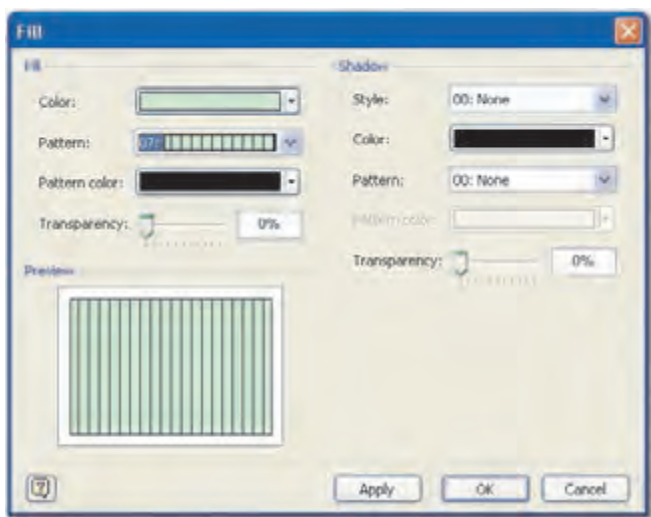 Fill
Fill
Color:
Pattern:
Pattern color:
Transparency:
0%
Preview
Shadow
Style:
00: None
Color:
Pattern:
00: None
Pattern color:
Transparency:
0%
?
Apply
OK
Cancel